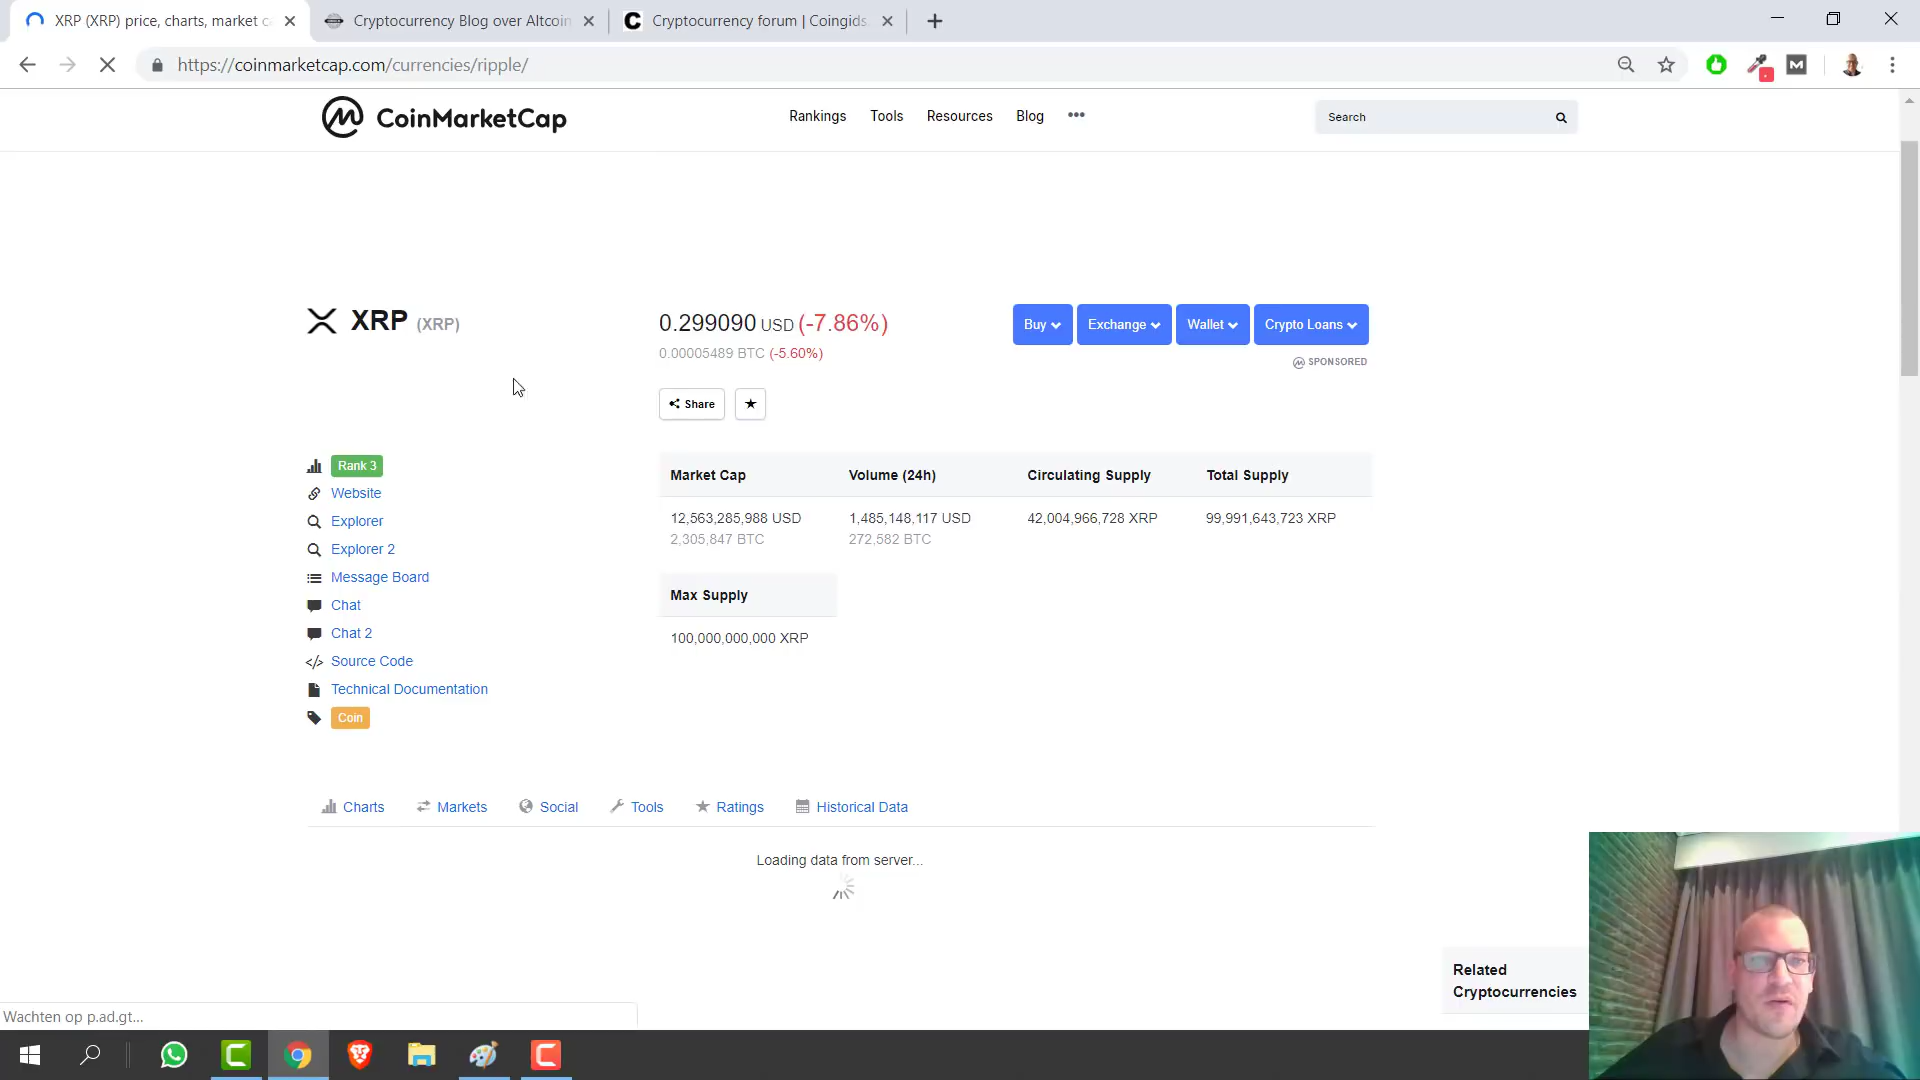 XRP (XRP) price, charts, market c
Cryptocurrency Blog over Altcoin
Cryptocurrency forum | Coingids.
https://coinmarketcap.com/currencies/ripple/
CoinMarketCap
Rankings
Tools
Resources
Blog
Search
XRP (XRP)
0.299090 USD (-7.86%)
0.00005489 BTC (-5.60%)
Buy
Exchange
Wallet
Crypto Loans
SPONSORED
Share
Rank 3
Website
Explorer
Explorer 2
Message Board
Chat
Chat 2
Source Code
Technical Documentation
Coin
Market Cap
Volume (24h)
Circulating Supply
Total Supply
12,563,285,988 USD
1,485,148,117 USD
42,004,966,728 XRP
99,991,643,723 XRP
2,305,847 BTC
272,582 BTC
Max Supply
100,000,000,000 XRP
Charts
Markets
Social
Tools
Ratings
Historical Data
Loading data from server...
Related
Cryptocurrencies
Wachten op p.ad.gt...